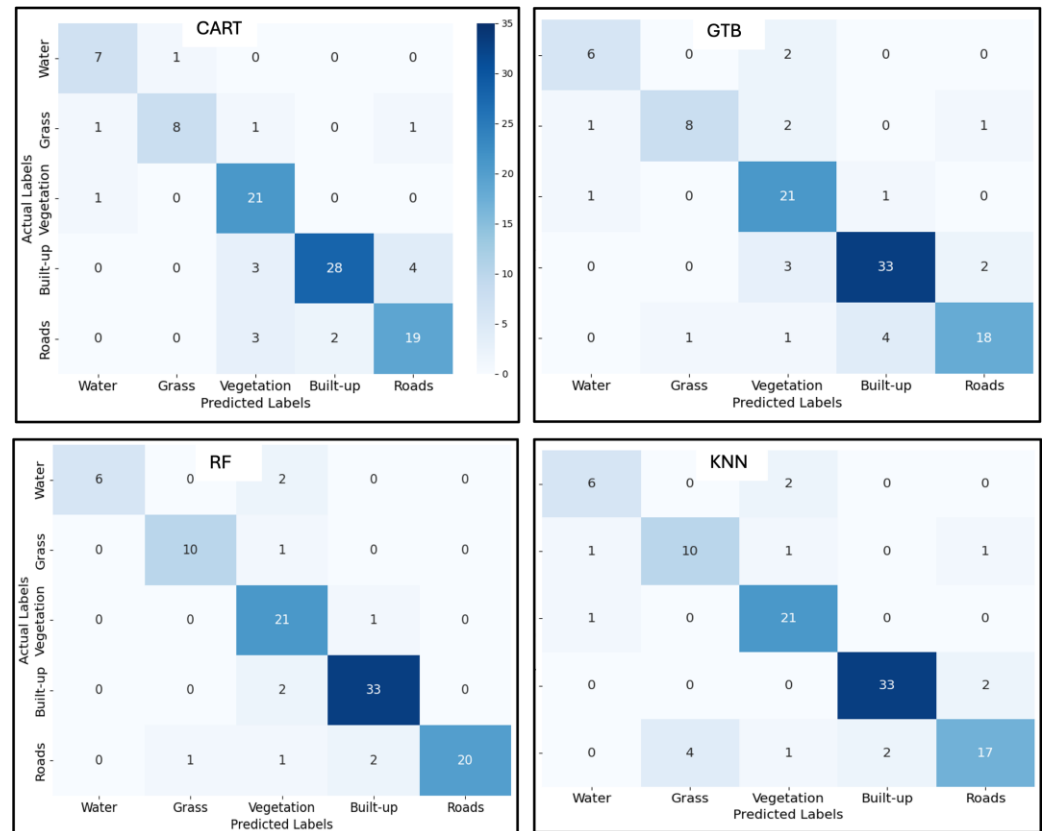 CART
Actual Labels
Water 7 1 0 0 0
Grass 1 8 1 0 1
Vegetation 1 0 21 0 0
Built-up 0 0 3 28 4
Roads 0 0 3 2 19
Water Grass Vegetation Built-up Roads
Predicted Labels
35
30
25
20
15
10
5
0
GTB
6 0 2 0 0
1 8 2 0 1
1 0 21 1 0
0 0 3 33 2
0 1 1 4 18
Water Grass Vegetation Built-up Roads
Predicted Labels
RF
Actual Labels
Water 6 0 2 0 0
Grass 0 10 1 0 0
Vegetation 0 0 21 1 0
Built-up 0 0 2 33 0
Roads 0 1 1 2 20
Water Grass Vegetation Built-up Roads
Predicted Labels
KNN
6 0 2 0 0
1 10 1 0 1
1 0 21 0 0
0 0 0 33 2
0 4 1 2 17
Water Grass Vegetation Built-up Roads
Predicted Labels